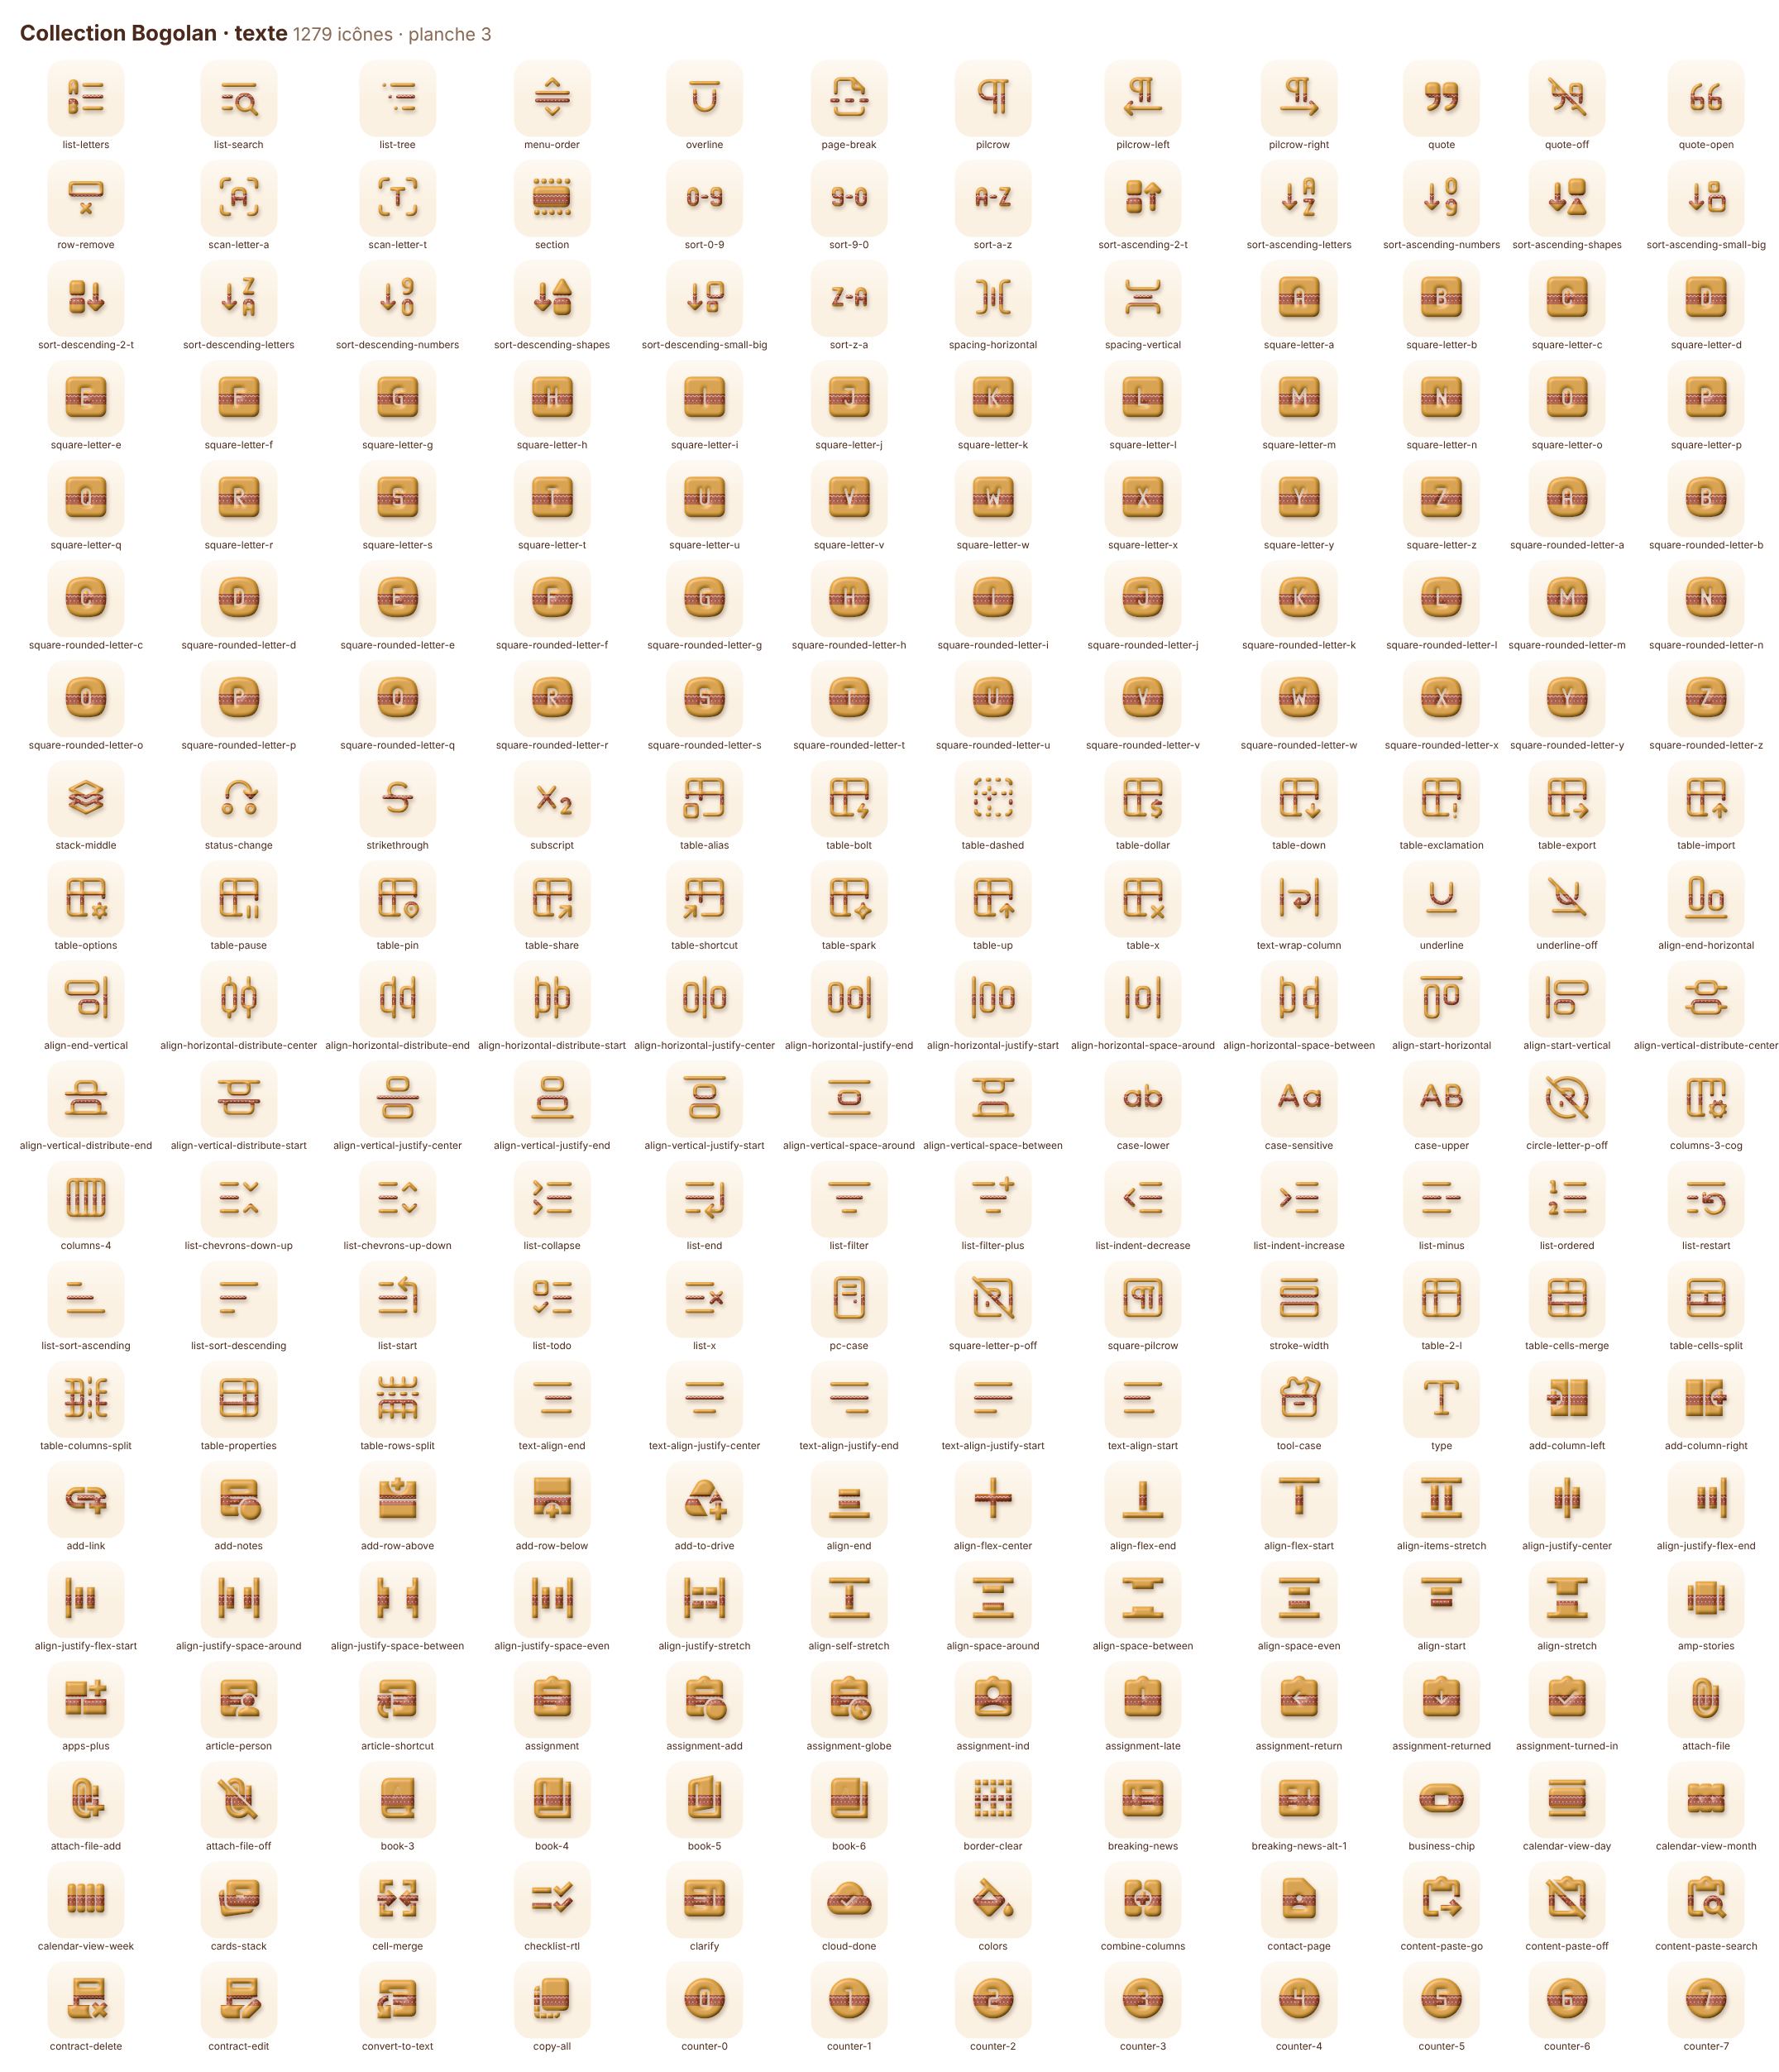 Collection Bogolan · texte 1279 icônes · planche 3
list-letters list-search list-tree menu-order overline page-break pilcrow pilcrow-left pilcrow-right quote quote-off quote-open
row-remove scan-letter-a scan-letter-t section sort-0-9 sort-9-0 sort-a-z sort-ascending-2-t sort-ascending-letters sort-ascending-numbers sort-ascending-shapes sort-ascending-small-big
sort-descending-2-t sort-descending-letters sort-descending-numbers sort-descending-shapes sort-descending-small-big sort-z-a spacing-horizontal spacing-vertical square-letter-a square-letter-b square-letter-c square-letter-d
square-letter-e square-letter-f square-letter-g square-letter-h square-letter-i square-letter-j square-letter-k square-letter-l square-letter-m square-letter-n square-letter-o square-letter-p
square-letter-q square-letter-r square-letter-s square-letter-t square-letter-u square-letter-v square-letter-w square-letter-x square-letter-y square-letter-z square-rounded-letter-a square-rounded-letter-b
square-rounded-letter-c square-rounded-letter-d square-rounded-letter-e square-rounded-letter-f square-rounded-letter-g square-rounded-letter-h square-rounded-letter-i square-rounded-letter-j square-rounded-letter-k square-rounded-letter-l square-rounded-letter-m square-rounded-letter-n
square-rounded-letter-o square-rounded-letter-p square-rounded-letter-q square-rounded-letter-r square-rounded-letter-s square-rounded-letter-t square-rounded-letter-u square-rounded-letter-v square-rounded-letter-w square-rounded-letter-x square-rounded-letter-y square-rounded-letter-z
stack-middle status-change strikethrough subscript table-alias table-bolt table-dashed table-dollar table-down table-exclamation table-export table-import
table-options table-pause table-pin table-share table-shortcut table-spark table-up table-x text-wrap-column underline underline-off align-end-horizontal
align-end-vertical align-horizontal-distribute-center align-horizontal-distribute-end align-horizontal-distribute-start align-horizontal-justify-center align-horizontal-justify-end align-horizontal-justify-start align-horizontal-space-around align-horizontal-space-between align-start-horizontal align-start-vertical align-vertical-distribute-center
align-vertical-distribute-end align-vertical-distribute-start align-vertical-justify-center align-vertical-justify-end align-vertical-justify-start align-vertical-space-around align-vertical-space-between case-lower case-sensitive case-upper circle-letter-p-off columns-3-cog
columns-4 list-chevrons-down-up list-chevrons-up-down list-collapse list-end list-filter list-filter-plus list-indent-decrease list-indent-increase list-minus list-ordered list-restart
list-sort-ascending list-sort-descending list-start list-todo list-x pc-case square-letter-p-off square-pilcrow stroke-width table-2-l table-cells-merge table-cells-split
table-columns-split table-properties table-rows-split text-align-end text-align-justify-center text-align-justify-end text-align-justify-start text-align-start tool-case type add-column-left add-column-right
add-link add-notes add-row-above add-row-below add-to-drive align-end align-flex-center align-flex-end align-flex-start align-items-stretch align-justify-center align-justify-flex-end
align-justify-flex-start align-justify-space-around align-justify-space-between align-justify-space-even align-justify-stretch align-self-stretch align-space-around align-space-between align-space-even align-start align-stretch amp-stories
apps-plus article-person article-shortcut assignment assignment-add assignment-globe assignment-ind assignment-late assignment-return assignment-returned assignment-turned-in attach-file
attach-file-add attach-file-off book-3 book-4 book-5 book-6 border-clear breaking-news breaking-news-alt-1 business-chip calendar-view-day calendar-view-month
calendar-view-week cards-stack cell-merge checklist-rtl clarify cloud-done colors combine-columns contact-page content-paste-go content-paste-off content-paste-search
contract-delete contract-edit convert-to-text copy-all counter-0 counter-1 counter-2 counter-3 counter-4 counter-5 counter-6 counter-7